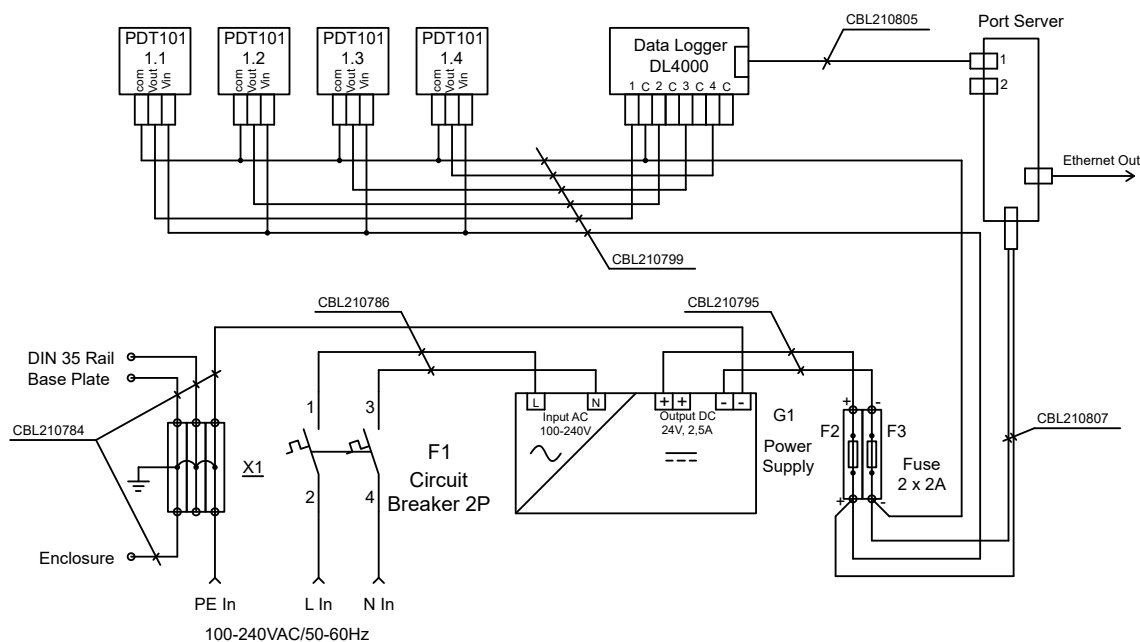 CBL210805
Port Server
PDT101
1.1
com
Vout
Vin
PDT101
1.2
com
Vout
Vin
PDT101
1.3
com
Vout
Vin
PDT101
1.4
com
Vout
Vin
Data Logger
DL4000
1 C 2 C 3 C 4 C
1
2
Ethernet Out
CBL210799
CBL210786
CBL210795
DIN 35 Rail
Base Plate
CBL210784
X1
Enclosure
PE In
L In
N In
100-240VAC/50-60Hz
1
3
2
4
F1
Circuit
Breaker 2P
L
N
Input AC
100-240V
+ +
- -
Output DC
24V, 2,5A
G1
Power
Supply
+
-
F2
F3
Fuse
2 x 2A
+
-
CBL210807